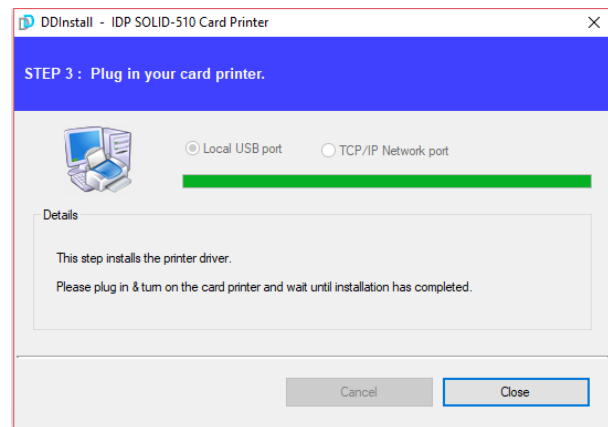 DDInstall - IDP SOLID-510 Card Printer
STEP 3 : Plug in your card printer.
Local USB port
TCP/IP Network port
Details
This step installs the printer driver.
Please plug in & turn on the card printer and wait until installation has completed.
Cancel
Close